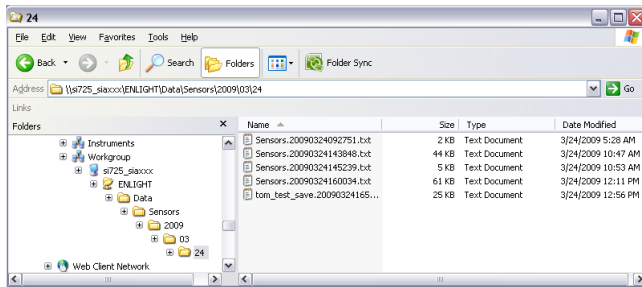 24
File Edit View Favorites Tools Help
Back Search Folders Folder Sync
Address \\si725_siaxxx\ENLIGHT\Data\Sensors\2009\03\24 Go
Links
Folders × Name Size Type Date Modified
Instruments Sensors.20090324092751.txt 2 KB Text Document 3/24/2009 5:28 AM
Workgroup Sensors.20090324143848.txt 44 KB Text Document 3/24/2009 10:47 AM
si725_siaxxx Sensors.20090324145239.txt 5 KB Text Document 3/24/2009 10:53 AM
ENLIGHT Sensors.20090324160034.txt 61 KB Text Document 3/24/2009 12:11 PM
Data tom_test_save.20090324165... 25 KB Text Document 3/24/2009 12:56 PM
Sensors
2009
03
24
Web Client Network